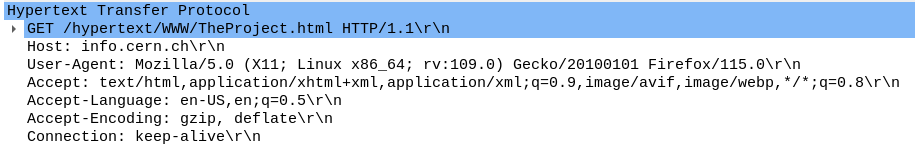 Hypertext Transfer Protocol
GET /hypertext/WWW/TheProject.html HTTP/1.1\r\n
Host: info.cern.ch\r\n
User-Agent: Mozilla/5.0 (X11; Linux x86_64; rv:109.0) Gecko/20100101 Firefox/115.0\r\n
Accept: text/html,application/xhtml+xml,application/xml;q=0.9,image/avif,image/webp,*/*;q=0.8\r\n
Accept-Language: en-US,en;q=0.5\r\n
Accept-Encoding: gzip, deflate\r\n
Connection: keep-alive\r\n